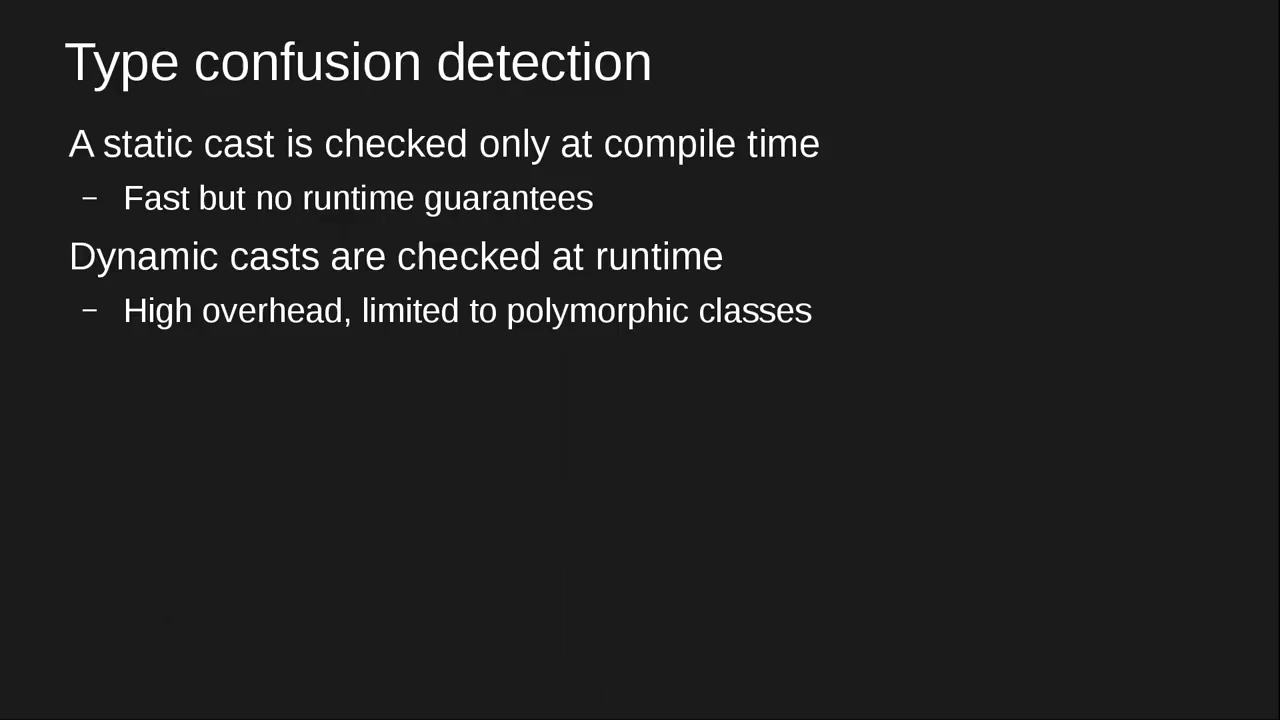 Type confusion detection
A static cast is checked only at compile time
– Fast but no runtime guarantees
Dynamic casts are checked at runtime
– High overhead, limited to polymorphic classes